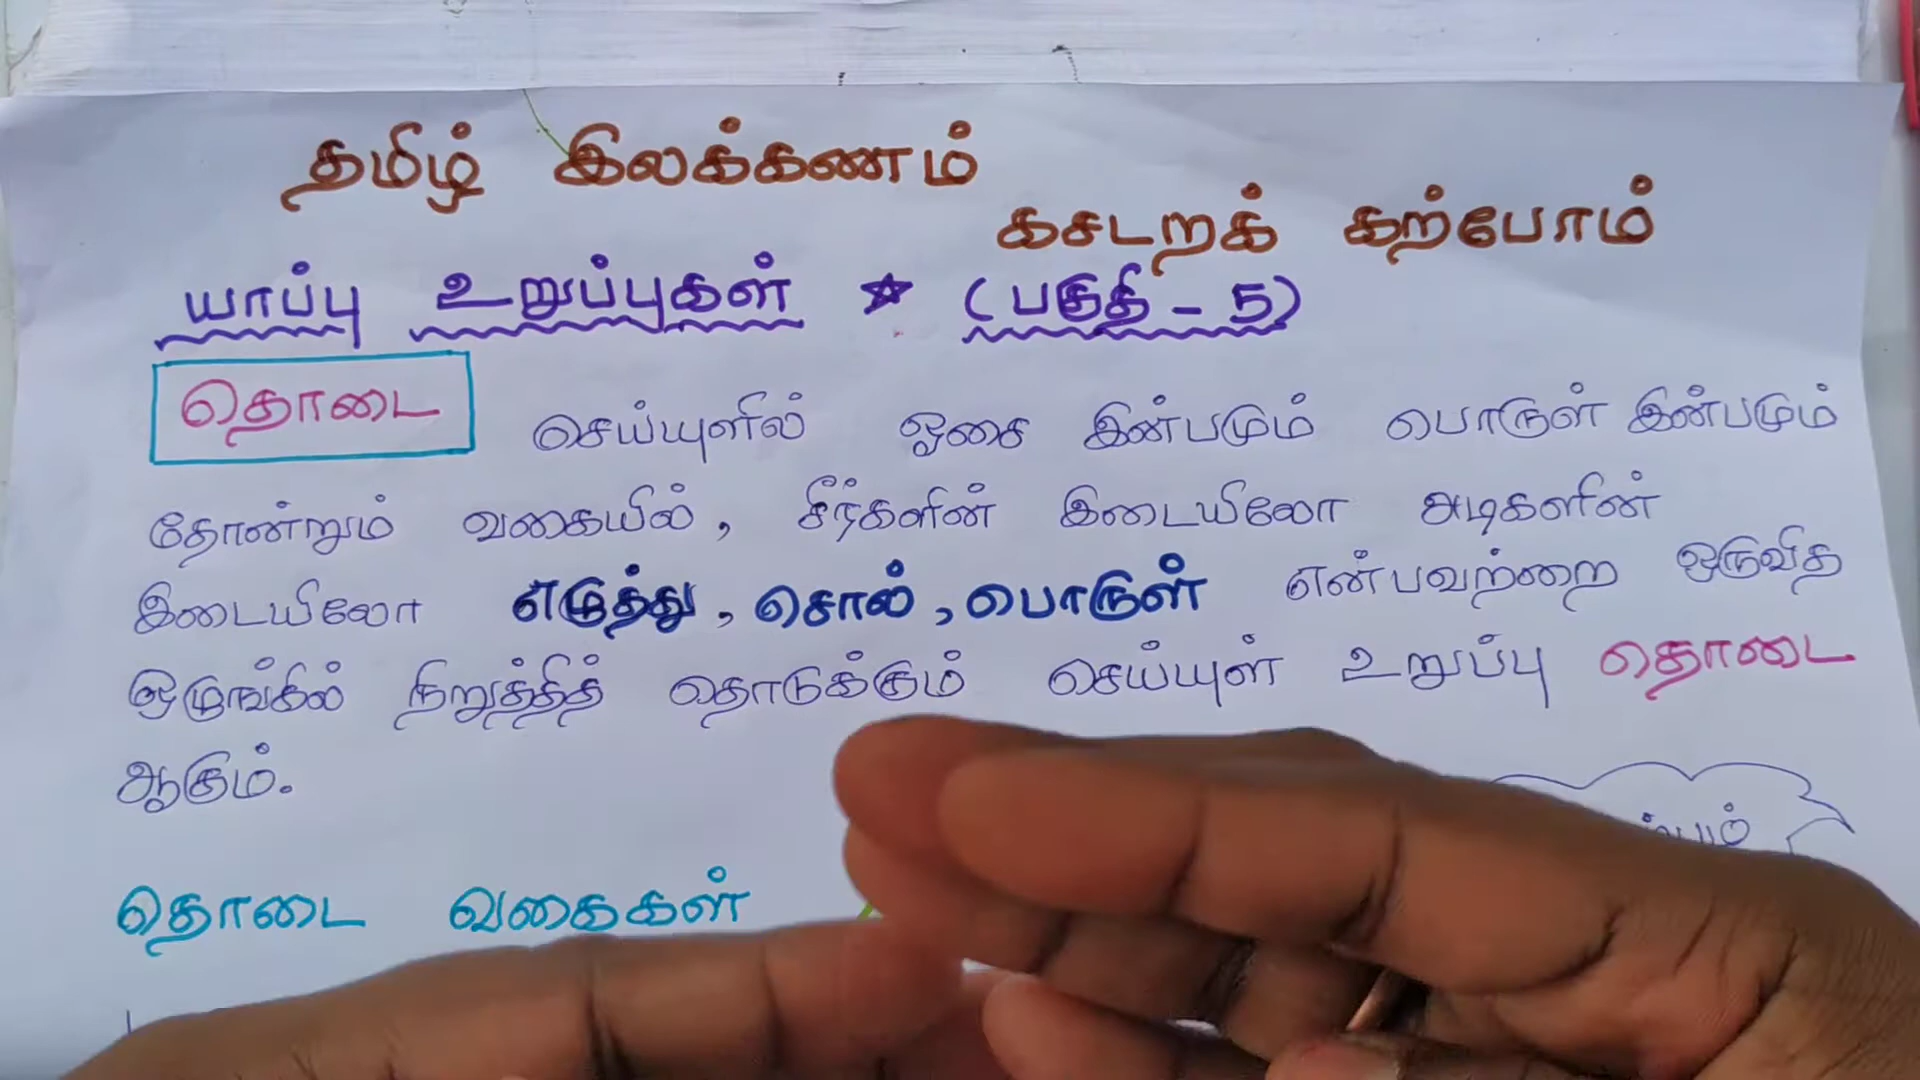 தமிழ் இலக்கணம்
கசடறக் கற்போம்
யாப்பு உறுப்புகள் ★ (பகுதி - 5)
தொடை செய்யுளில் ஓசை இன்பமும் பொருள் இன்பமும்
தோன்றும் வகையில், சீர்களின் இடையிலோ அடிகளின்
இடையிலோ எழுத்து, சொல், பொருள் என்பவற்றை ஒருவித
ஒழுங்கில் நிறுத்தித் தொடுக்கும் செய்யுள் உறுப்பு தொடை
ஆகும்.
தொடை வகைகள்